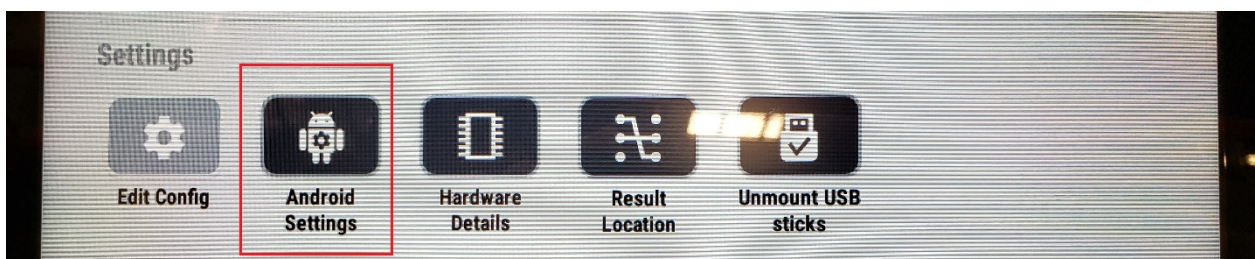 Settings
Edit Config
Android
Settings
Hardware
Details
Result
Location
Unmount USB
sticks